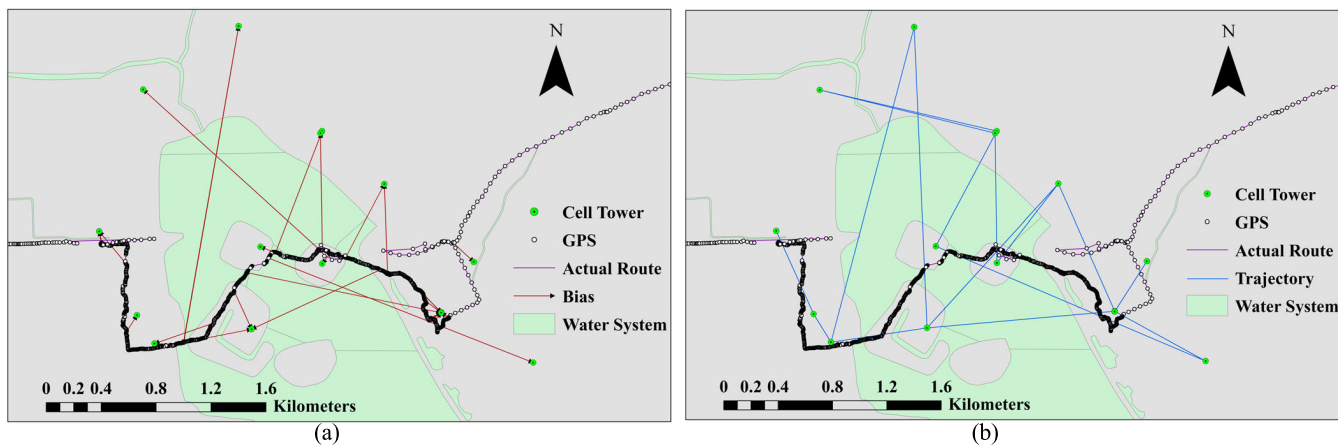 N
Cell Tower
GPS
Actual Route
Bias
Water System
0 0.2 0.4 0.8 1.2 1.6
Kilometers
(a)
N
Cell Tower
GPS
Actual Route
Trajectory
Water System
0 0.2 0.4 0.8 1.2 1.6
Kilometers
(b)